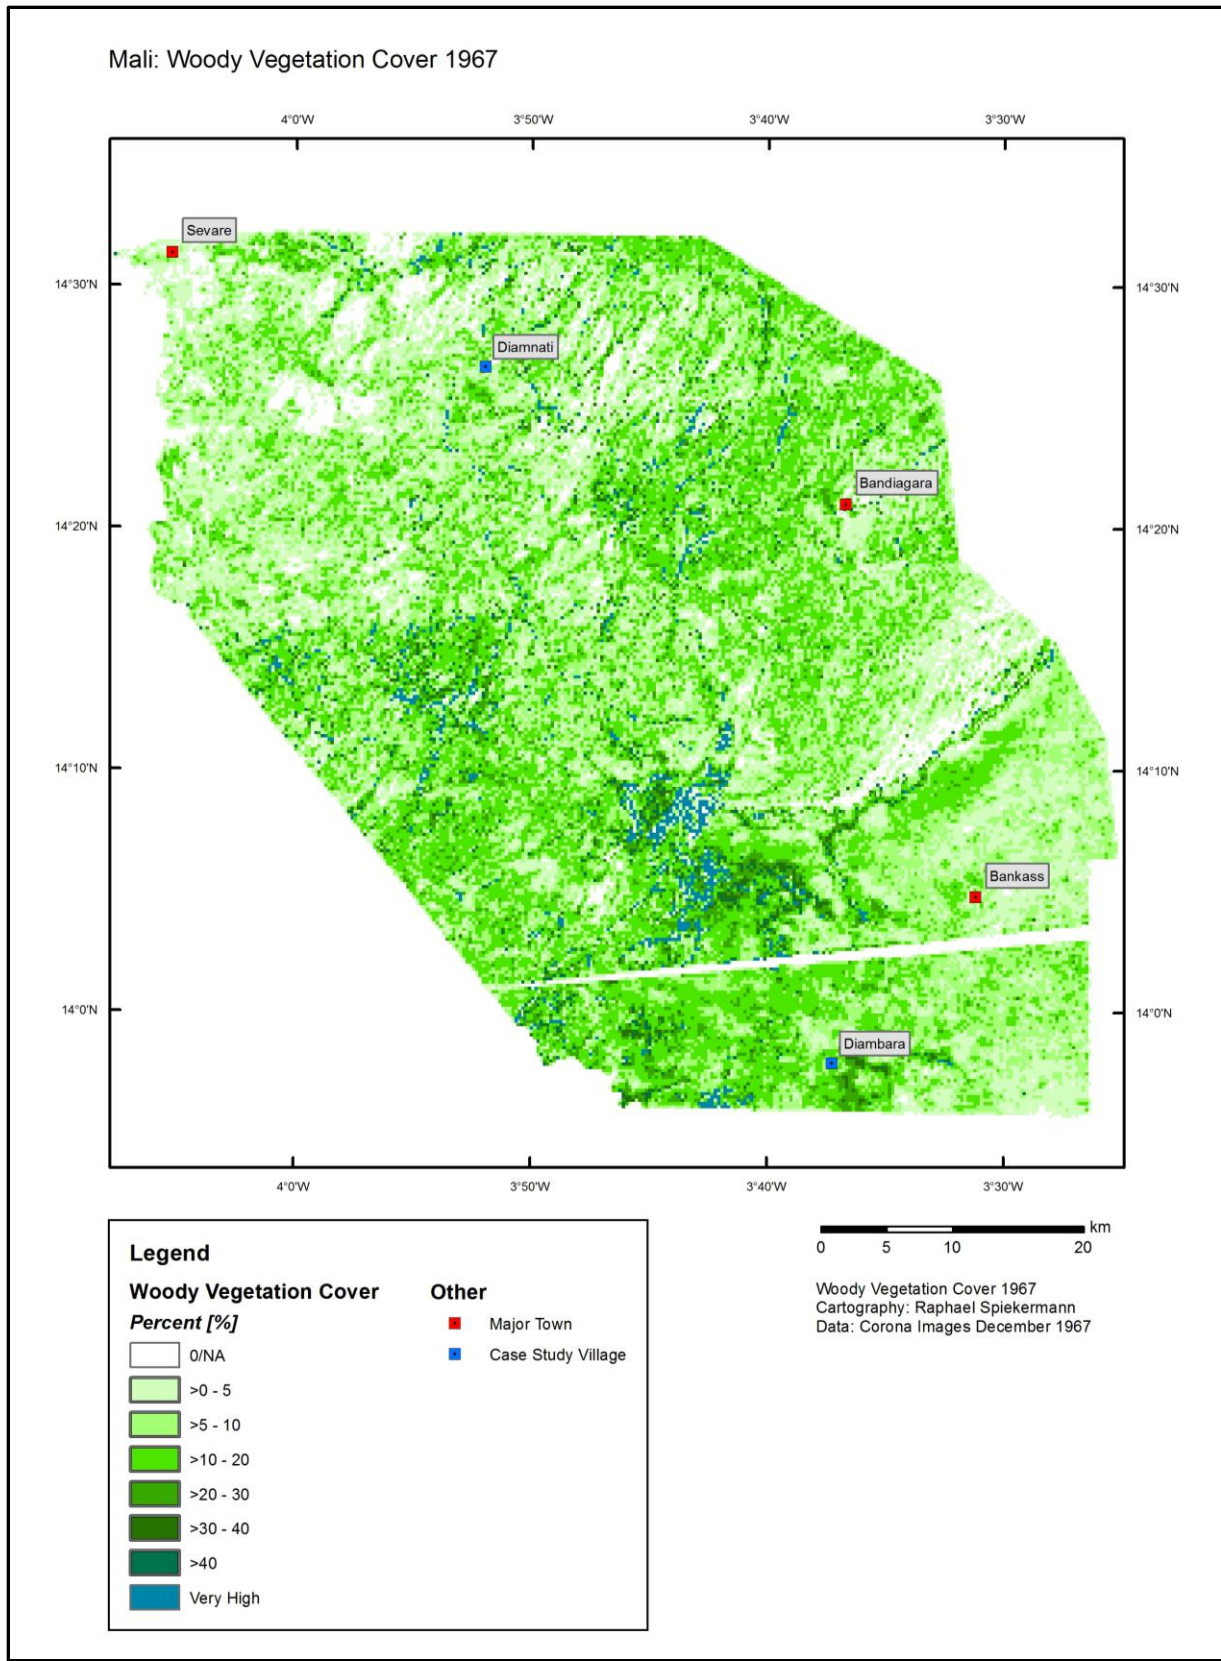 Mali: Woody Vegetation Cover 1967
4°0'W
3°50'W
3°40'W
3°30'W
Sevare
14°30'N
14°30'N
Diamnati
Bandiagara
14°20'N
14°20'N
14°10'N
14°10'N
Bankass
14°0'N
14°0'N
Diambara
4°0'W
3°50'W
3°40'W
3°30'W
Legend
Woody Vegetation Cover
Percent [%]
0/NA
>0 - 5
>5 - 10
>10 - 20
>20 - 30
>30 - 40
>40
Very High
Other
Major Town
Case Study Village
km
0 5 10 20
Woody Vegetation Cover 1967
Cartography: Raphael Spiekermann
Data: Corona Images December 1967